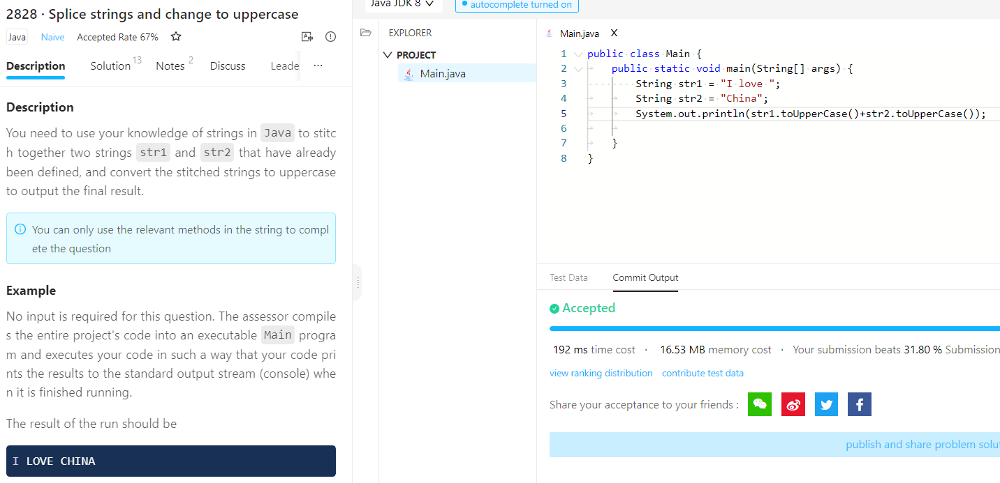 2828 · Splice strings and change to uppercase
Java Naive Accepted Rate 67%
Description Solution 13 Notes 2 Discuss Leade ···
Description
You need to use your knowledge of strings in Java to stitc
h together two strings str1 and str2 that have already
been defined, and convert the stitched strings to uppercase
to output the final result.
You can only use the relevant methods in the string to compl
ete the question
Example
No input is required for this question. The assessor compile
s the entire project's code into an executable Main progra
m and executes your code in such a way that your code pri
nts the results to the standard output stream (console) whe
n it is finished running.
The result of the run should be
I LOVE CHINA
Java JDK 8
autocomplete turned on
EXPLORER
PROJECT
Main.java
Main.java X
1 public class Main {
2 public static void main(String[] args) {
3 String str1 = "I love ";
4 String str2 = "China";
5 System.out.println(str1.toUpperCase()+str2.toUpperCase());
6
7 }
8 }
Test Data Commit Output
Accepted
192 ms time cost · 16.53 MB memory cost · Your submission beats 31.80 % Submission
view ranking distribution contribute test data
Share your acceptance to your friends :
publish and share problem solu